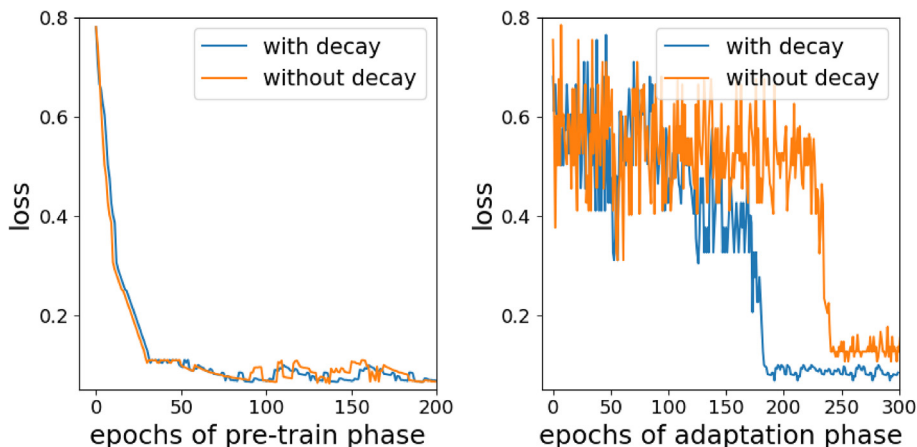 0.8
0.6
0.4
0.2
loss
with decay
without decay
0 50 100 150 200
epochs of pre-train phase
0.8
0.6
0.4
0.2
loss
with decay
without decay
0 50 100 150 200 250 300
epochs of adaptation phase